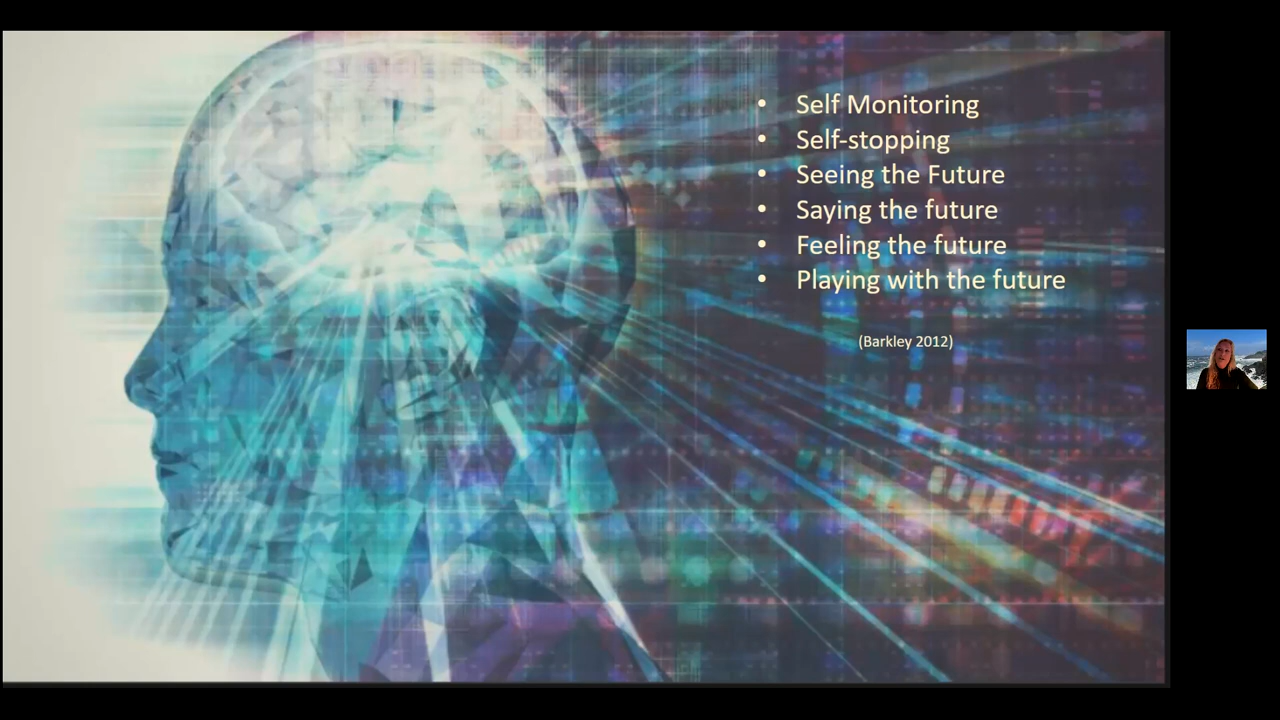 • Self Monitoring
• Self-stopping
• Seeing the Future
• Saying the future
• Feeling the future
• Playing with the future
(Barkley 2012)